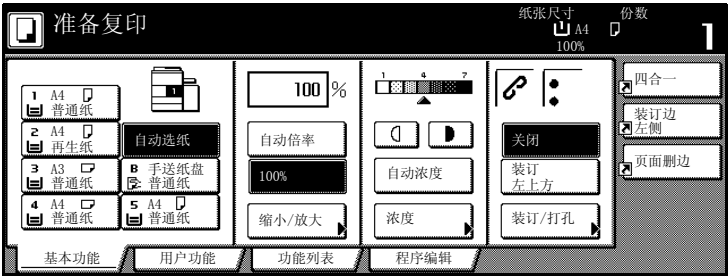 准备复印
纸张尺寸
份数
A4
100%
1
1 A4
普通纸
2 A4
再生纸
3 A3
普通纸
4 A4
普通纸
1
自动选纸
B 手送纸盘
普通纸
5 A4
普通纸
100 %
自动倍率
100%
缩小/放大
1 4 7
自动浓度
浓度
关闭
装订
左上方
装订/打孔
四合一
装订边
左侧
页面删边
基本功能
用户功能
功能列表
程序编辑